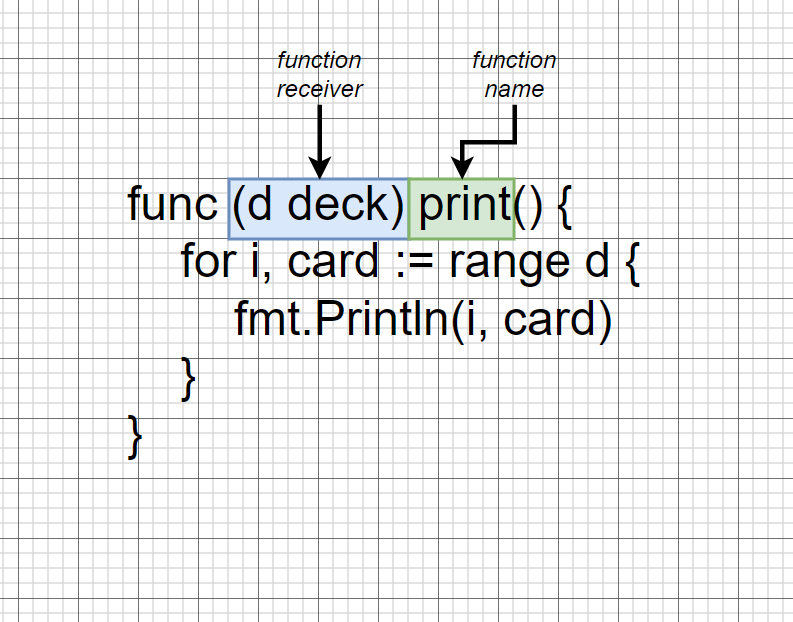 function receiver
function name
func (d deck) print() {
for i, card := range d {
fmt.Println(i, card)
}
}